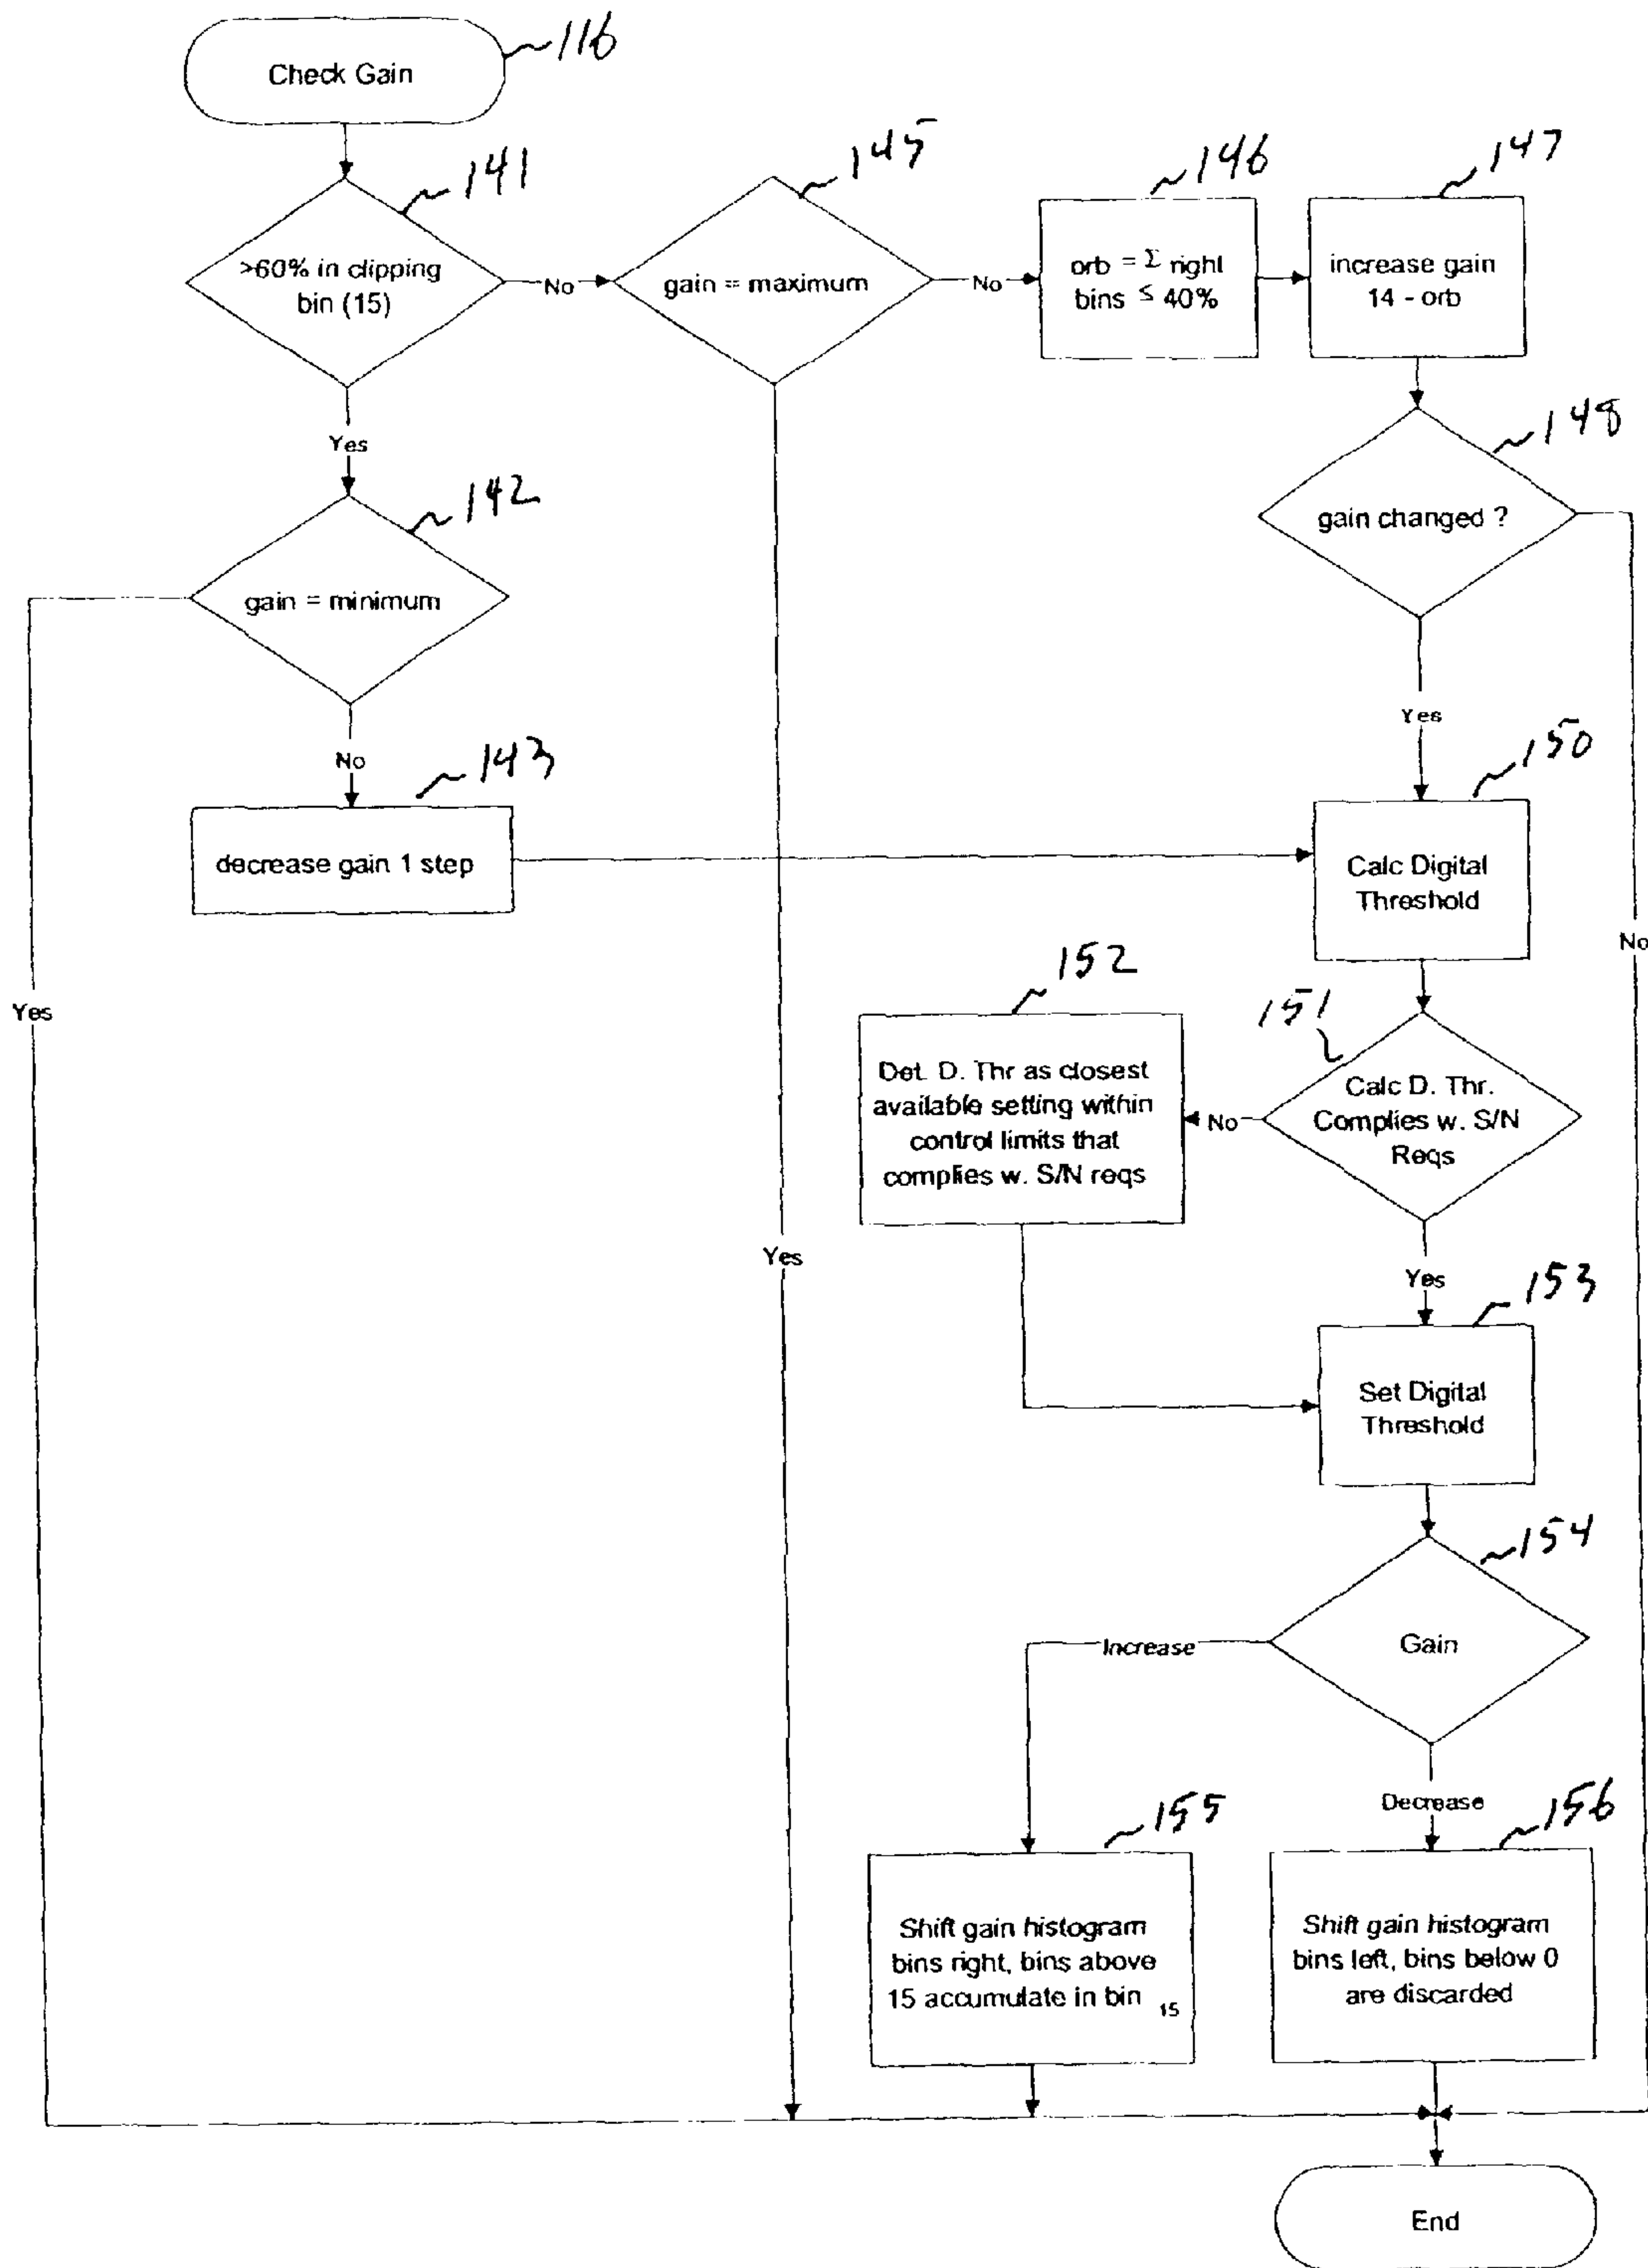 116
Check Gain
141
>60% in clipping
bin (15)
No
145
gain = maximum
No
146
orb = Σ right
bins ≤ 40%
147
increase gain
14 - orb
Yes
142
gain = minimum
148
gain changed ?
No
143
decrease gain 1 step
Yes
150
Calc Digital
Threshold
No
Yes
152
Det. D. Thr as closest
available setting within
control limits that
complies w. S/N reqs
No
151
Calc D. Thr.
Complies w. S/N
Reqs
Yes
Yes
153
Set Digital
Threshold
154
Gain
Increase
Decrease
155
Shift gain histogram
bins right, bins above
15 accumulate in bin 15
156
Shift gain histogram
bins left, bins below 0
are discarded
End